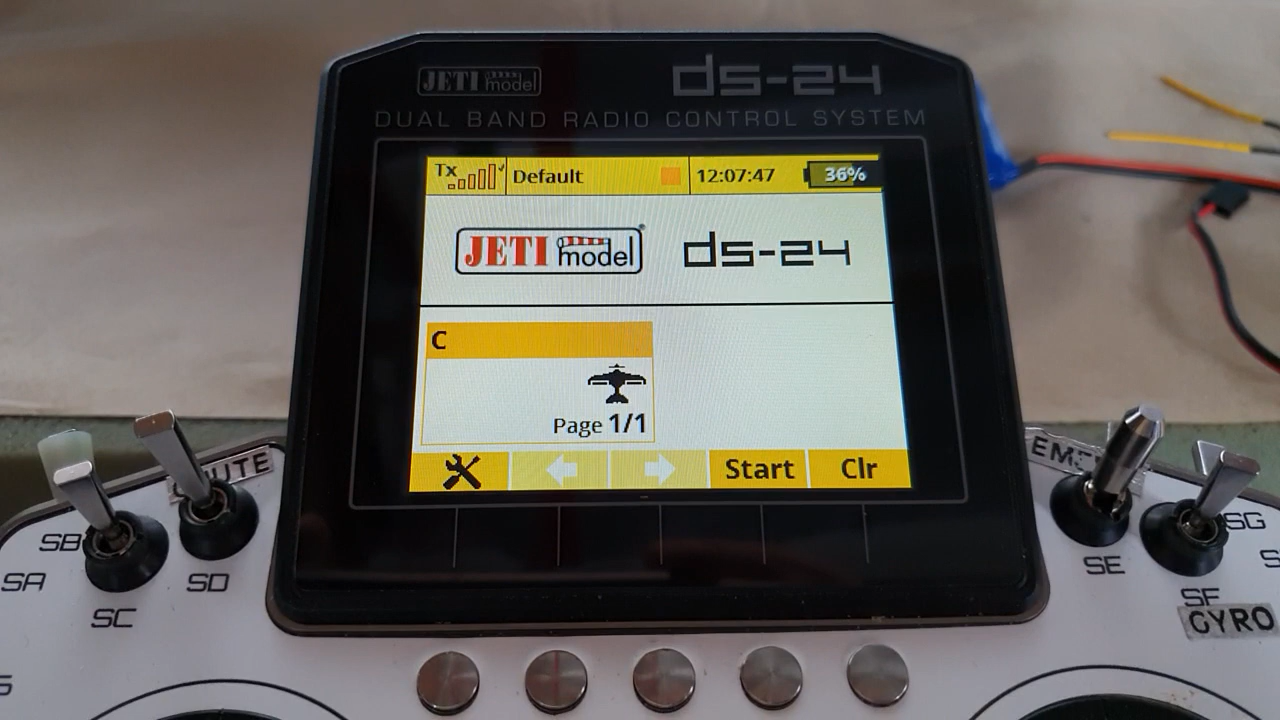 JETI model
ds-24
DUAL BAND RADIO CONTROL SYSTEM
Tx
Default
12:07:47
36%
JETI model
ds-24
C
Page 1/1
Start
Clr
SB
SA
SC
SD
SE
SG
SF
GYRO